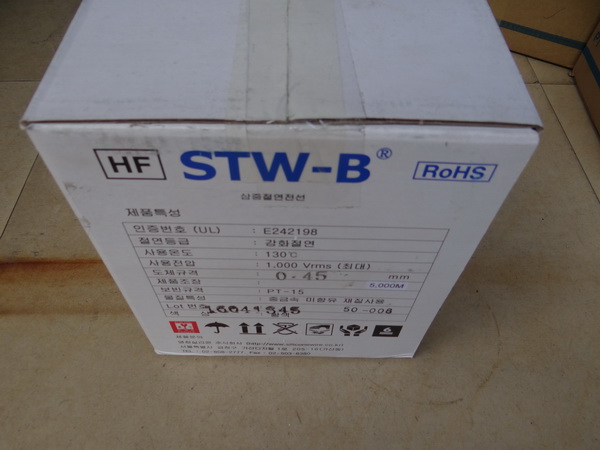 HF STW-B® RoHS
삼중절연전선
제품특성
인증번호 (UL) : E242198
절연등급 : 강화절연
사용온도 : 130℃
사용전압 : 1,000 Vrms (최대)
도체규격 : 0.45 mm
제품조장 : 5,000M
보빈규격 : PT-15
물질특성 : 중금속 미함유 재질사용
Lot 번호 16041545 50-008
색